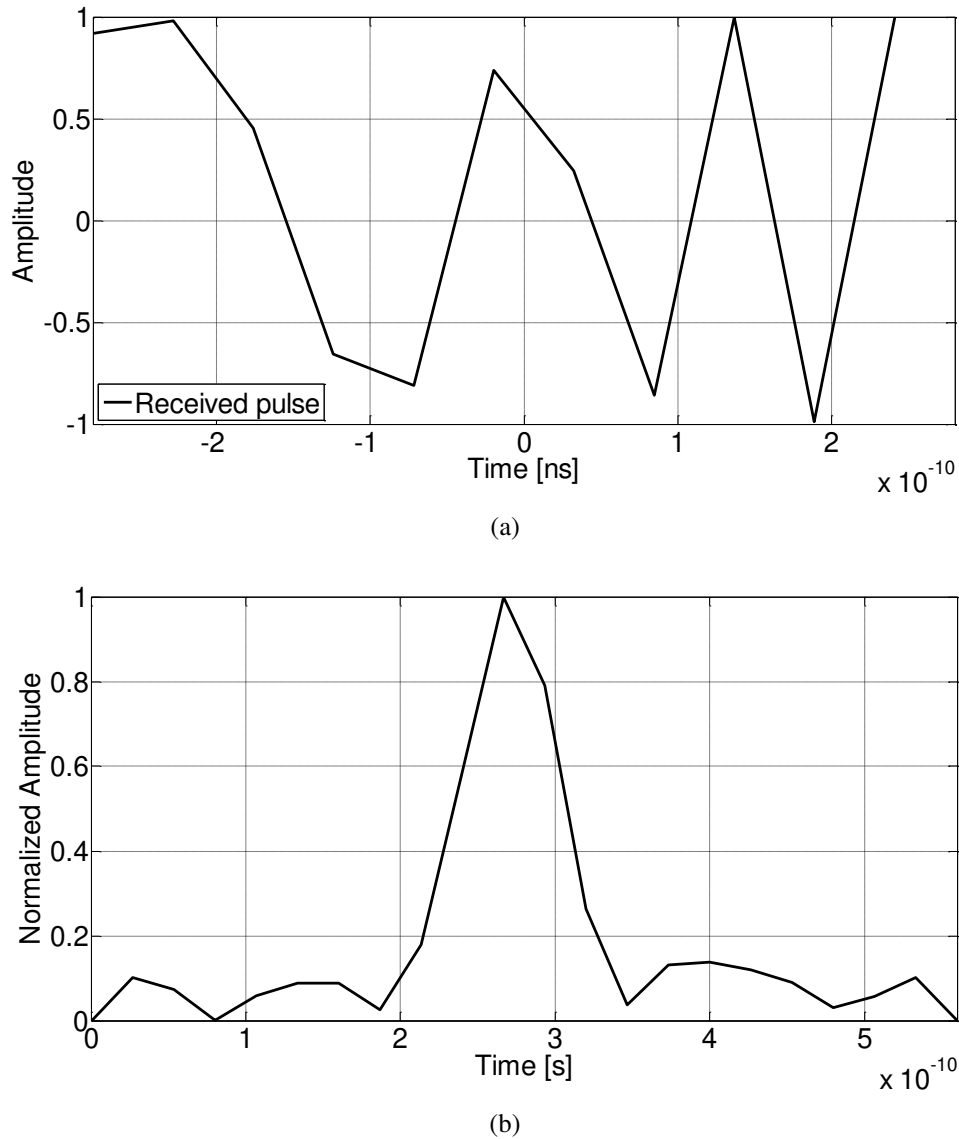 1
0.5
0
-0.5
-1
Amplitude
Received pulse
-2 -1 0 1 2
Time [ns]
x 10-10
(a)
1
0.8
0.6
0.4
0.2
0
Normalized Amplitude
0 1 2 3 4 5
Time [s]
x 10-10
(b)